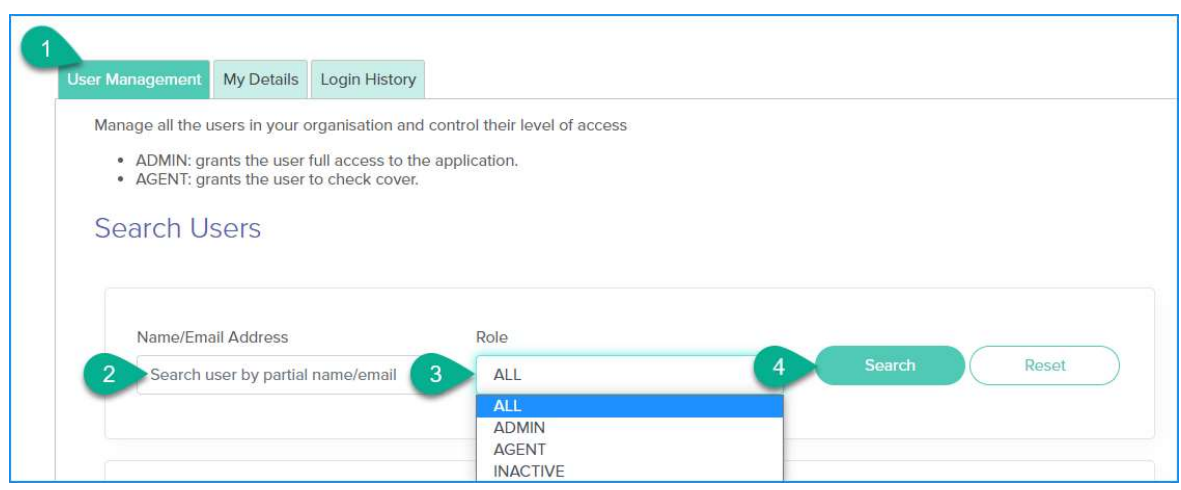 1
User Management My Details Login History
Manage all the users in your organisation and control their level of access
• ADMIN: grants the user full access to the application.
• AGENT: grants the user to check cover.
Search Users
Name/Email Address Role
2 Search user by partial name/email 3 ALL 4 Search Reset
ALL
ADMIN
AGENT
INACTIVE